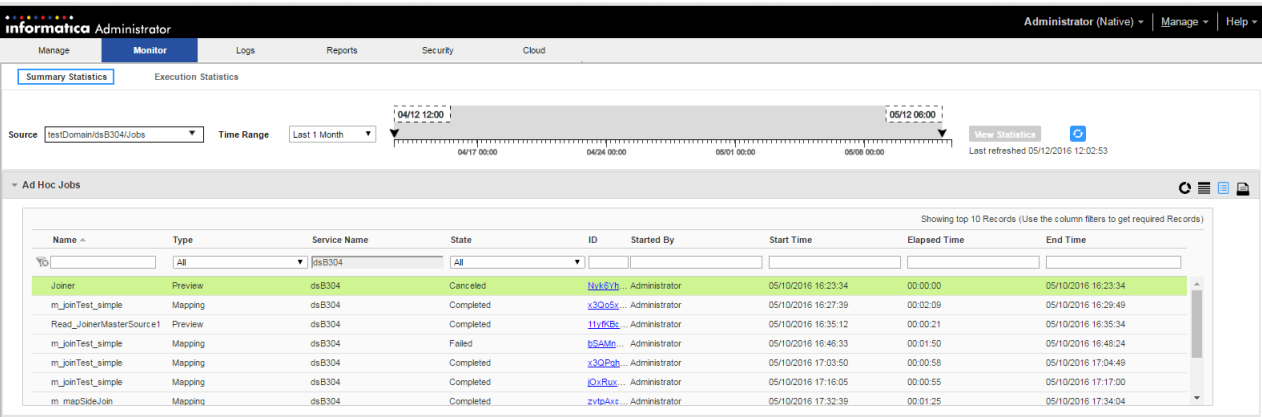 informatica Administrator
Administrator (Native) Manage Help
Manage Monitor Logs Reports Security Cloud
Summary Statistics Execution Statistics
04/12 12:00 05/12 06:00
Source testDomain/dsB304/Jobs Time Range Last 1 Month View Statistics
04/17 00:00 04/24 00:00 05/01 00:00 05/08 00:00 Last refreshed 05/12/2016 12:02:53
Ad Hoc Jobs
Showing top 10 Records (Use the column filters to get required Records)
Name Type Service Name State ID Started By Start Time Elapsed Time End Time
All dsB304 All
Joiner Preview dsB304 Canceled Nyk6Yh... Administrator 05/10/2016 16:23:34 00:00:00 05/10/2016 16:23:34
m_joinTest_simple Mapping dsB304 Completed x3Qo5x... Administrator 05/10/2016 16:27:39 00:02:09 05/10/2016 16:29:49
Read_JoinerMasterSource1 Preview dsB304 Completed 11yfKBc... Administrator 05/10/2016 16:35:12 00:00:21 05/10/2016 16:35:34
m_joinTest_simple Mapping dsB304 Failed bSAMn... Administrator 05/10/2016 16:46:33 00:01:50 05/10/2016 16:48:24
m_joinTest_simple Mapping dsB304 Completed x3QPgh... Administrator 05/10/2016 17:03:50 00:00:58 05/10/2016 17:04:49
m_joinTest_simple Mapping dsB304 Completed jOxRux... Administrator 05/10/2016 17:16:05 00:00:55 05/10/2016 17:17:00
m_mapSideJoin Mapping dsB304 Completed zytpAxc... Administrator 05/10/2016 17:32:39 00:01:25 05/10/2016 17:34:04